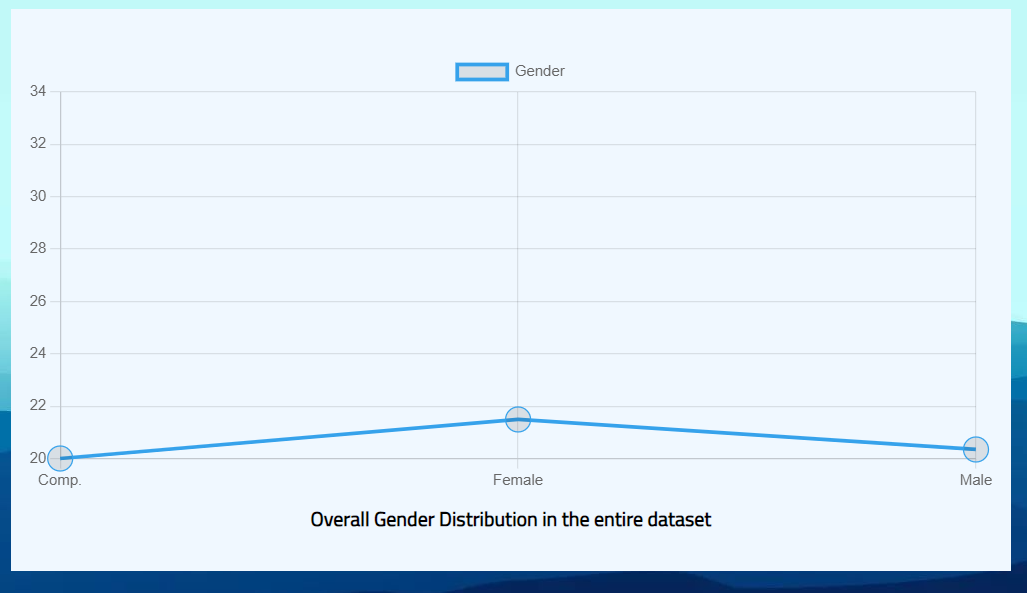 Gender
34
32
30
28
26
24
22
20
Comp. Female Male
Overall Gender Distribution in the entire dataset